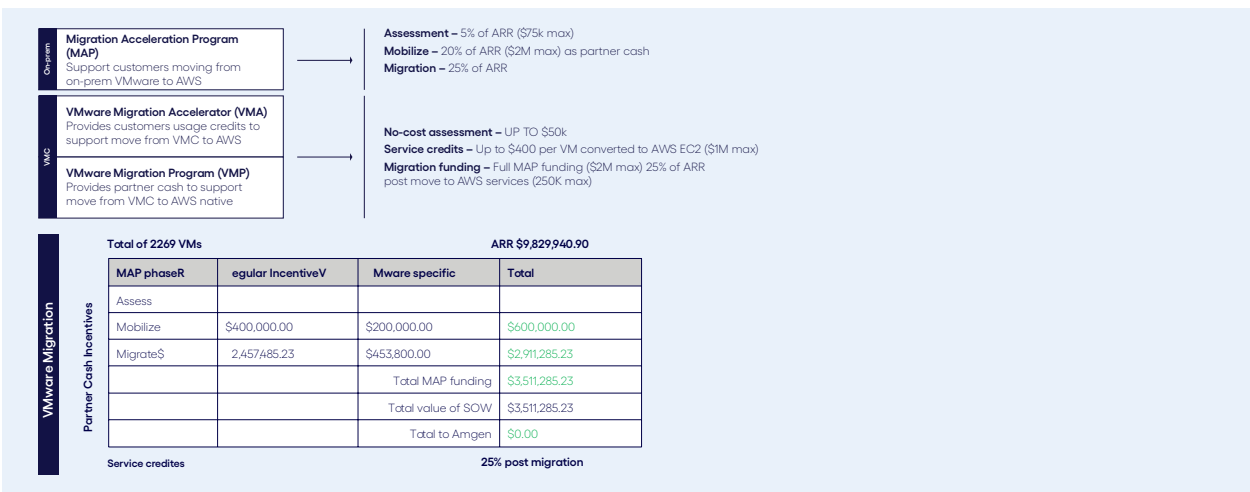 On-prem
Migration Acceleration Program
(MAP)
Support customers moving from
on-prem VMware to AWS
Assessment – 5% of ARR ($75k max)
Mobilize – 20% of ARR ($2M max) as partner cash
Migration – 25% of ARR
VMC
VMware Migration Accelerator (VMA)
Provides customers usage credits to
support move from VMC to AWS
VMware Migration Program (VMP)
Provides partner cash to support
move from VMC to AWS native
No-cost assessment – UP TO $50k
Service credits – Up to $400 per VM converted to AWS EC2 ($1M max)
Migration funding – Full MAP funding ($2M max) 25% of ARR
post move to AWS services (250K max)
VMware Migration
Partner Cash Incentives
Total of 2269 VMs ARR $9,829,940.90
MAP phaseR egular IncentiveV Mware specific Total
Assess
Mobilize $400,000.00 $200,000.00 $600,000.00
Migrate$ 2,457,485.23 $453,800.00 $2,911,285.23
Total MAP funding $3,511,285.23
Total value of SOW $3,511,285.23
Total to Amgen $0.00
Service credites 25% post migration